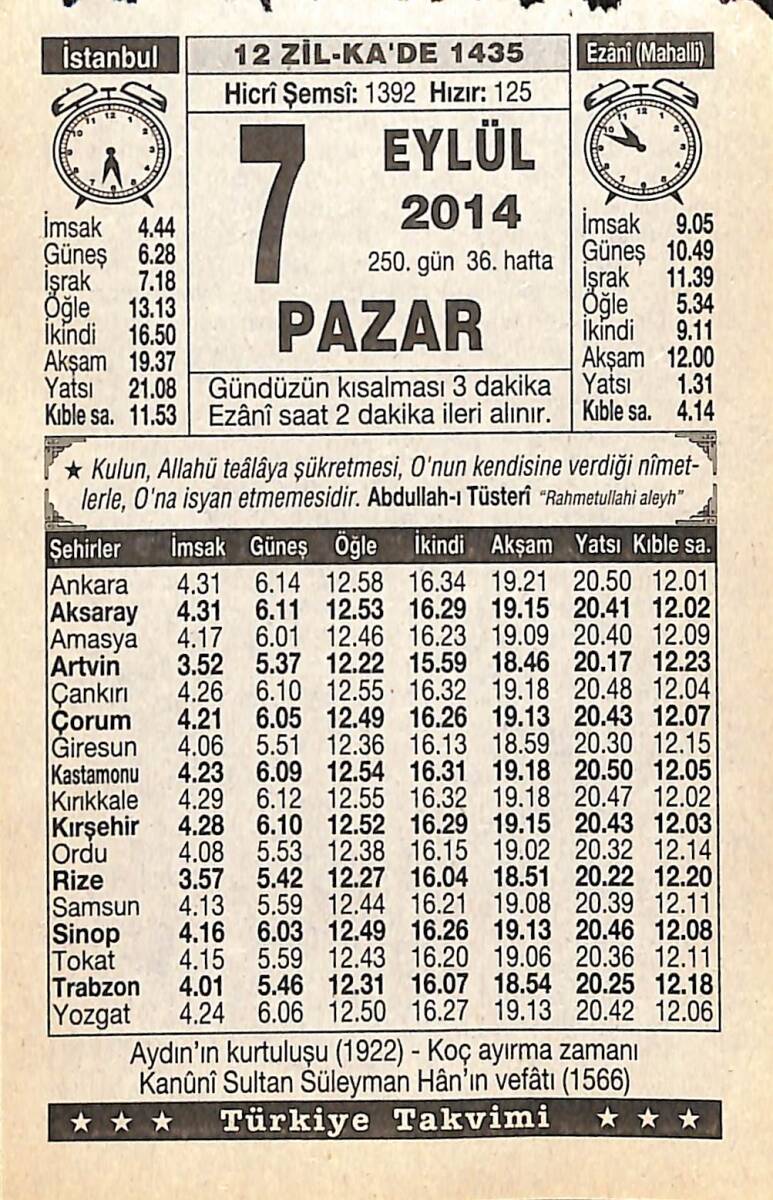 İstanbul
12 ZİL-KA'DE 1435
Ezânî (Mahalli)
Hicrî Şemsî: 1392 Hızır: 125
7
EYLÜL
2014
250. gün 36. hafta
PAZAR
İmsak 4.44
Güneş 6.28
İşrak 7.18
Öğle 13.13
İkindi 16.50
Akşam 19.37
Yatsı 21.08
Kıble sa. 11.53
İmsak 9.05
Güneş 10.49
İşrak 11.39
Öğle 5.34
İkindi 9.11
Akşam 12.00
Yatsı 1.31
Kıble sa. 4.14
Gündüzün kısalması 3 dakika
Ezânî saat 2 dakika ileri alınır.
★ Kulun, Allahü teâlâya şükretmesi, O'nun kendisine verdiği nîmet-
lerle, O'na isyan etmemesidir. Abdullah-ı Tüsterî "Rahmetullahi aleyh"
Şehirler İmsak Güneş Öğle İkindi Akşam Yatsı Kıble sa.
Ankara 4.31 6.14 12.58 16.34 19.21 20.50 12.01
Aksaray 4.31 6.11 12.53 16.29 19.15 20.41 12.02
Amasya 4.17 6.01 12.46 16.23 19.09 20.40 12.09
Artvin 3.52 5.37 12.22 15.59 18.46 20.17 12.23
Çankırı 4.26 6.10 12.55 16.32 19.18 20.48 12.04
Çorum 4.21 6.05 12.49 16.26 19.13 20.43 12.07
Giresun 4.06 5.51 12.36 16.13 18.59 20.30 12.15
Kastamonu 4.23 6.09 12.54 16.31 19.18 20.50 12.05
Kırıkkale 4.29 6.12 12.55 16.32 19.18 20.47 12.02
Kırşehir 4.28 6.10 12.52 16.29 19.15 20.43 12.03
Ordu 4.08 5.53 12.38 16.15 19.02 20.32 12.14
Rize 3.57 5.42 12.27 16.04 18.51 20.22 12.20
Samsun 4.13 5.59 12.44 16.21 19.08 20.39 12.11
Sinop 4.16 6.03 12.49 16.26 19.13 20.46 12.08
Tokat 4.15 5.59 12.43 16.20 19.06 20.36 12.11
Trabzon 4.01 5.46 12.31 16.07 18.54 20.25 12.18
Yozgat 4.24 6.06 12.50 16.27 19.13 20.42 12.06
Aydın'ın kurtuluşu (1922) - Koç ayırma zamanı
Kanûnî Sultan Süleyman Hân'ın vefâtı (1566)
★ ★ ★ Türkiye Takvimi ★ ★ ★